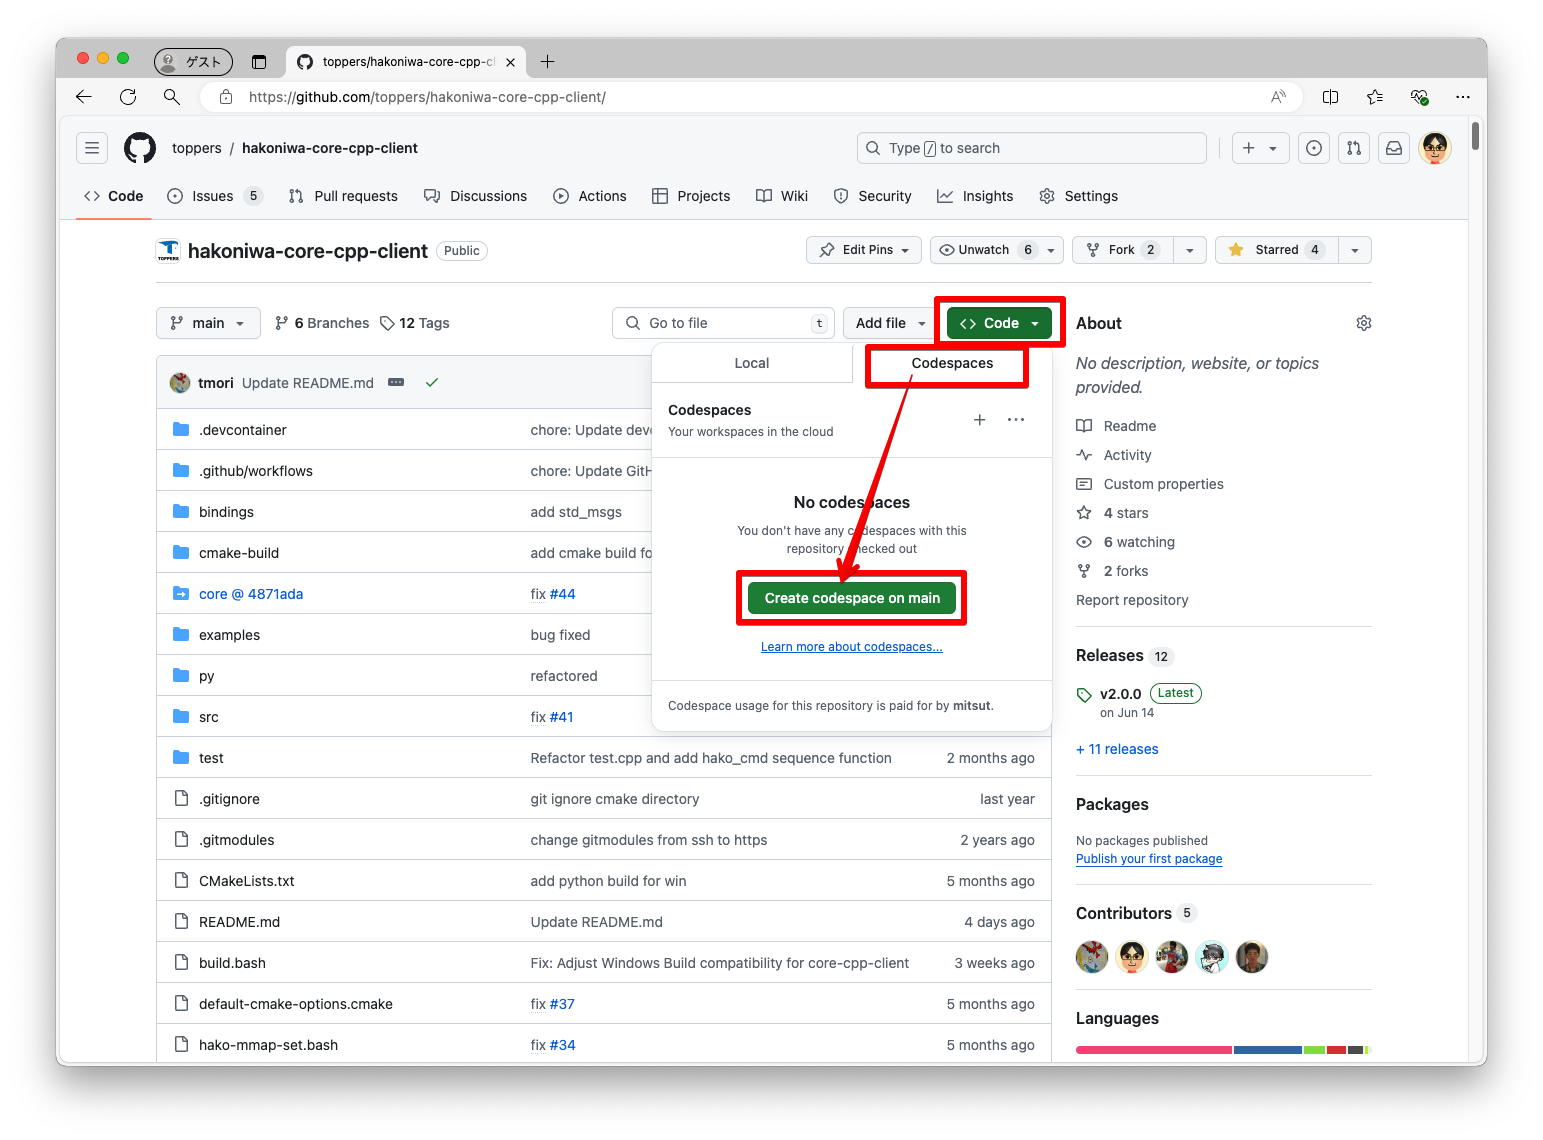 ゲスト
toppers/hakoniwa-core-cpp-cl
https://github.com/toppers/hakoniwa-core-cpp-client/
toppers / hakoniwa-core-cpp-client
Type / to search
Code
Issues 5
Pull requests
Discussions
Actions
Projects
Wiki
Security
Insights
Settings
TOPPERS
hakoniwa-core-cpp-client
Public
Edit Pins
Unwatch 6
Fork 2
Starred 4
main
6 Branches
12 Tags
Go to file t
Add file
Code
Local
Codespaces
Codespaces
Your workspaces in the cloud
No codespaces
You don't have any codespaces with this
repository checked out
Create codespace on main
Learn more about codespaces...
Codespace usage for this repository is paid for by mitsut.
tmori Update README.md
.devcontainer chore: Update deve
.github/workflows chore: Update GitH
bindings add std_msgs
cmake-build add cmake build fo
core @ 4871ada fix #44
examples bug fixed
py refactored
src fix #41
test Refactor test.cpp and add hako_cmd sequence function 2 months ago
.gitignore git ignore cmake directory last year
.gitmodules change gitmodules from ssh to https 2 years ago
CMakeLists.txt add python build for win 5 months ago
README.md Update README.md 4 days ago
build.bash Fix: Adjust Windows Build compatibility for core-cpp-client 3 weeks ago
default-cmake-options.cmake fix #37 5 months ago
hako-mmap-set.bash fix #34 5 months ago
About
No description, website, or topics
provided.
Readme
Activity
Custom properties
4 stars
6 watching
2 forks
Report repository
Releases 12
v2.0.0 Latest
on Jun 14
+ 11 releases
Packages
No packages published
Publish your first package
Contributors 5
Languages